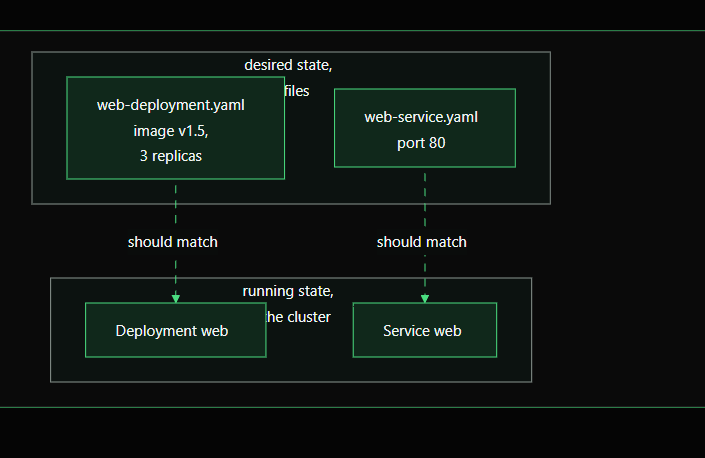 desired state,
files
web-deployment.yaml
image v1.5,
3 replicas
web-service.yaml
port 80
should match
should match
running state,
the cluster
Deployment web
Service web